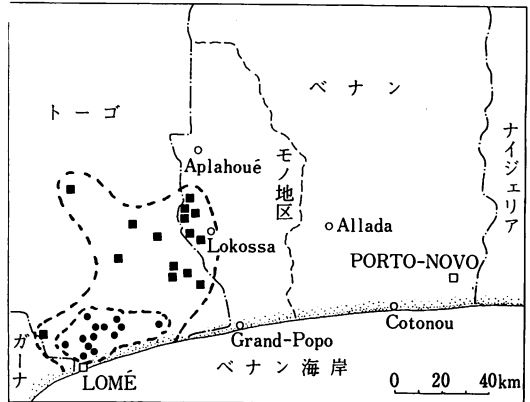 ベナン
トーゴ
ナイジェリア
Aplahoué
モノ地区
Allada
Lokossa
PORTO-NOVO
Cotonou
Grand-Popo
ガーナ
ベナン海岸
LOMÉ
0 20 40km